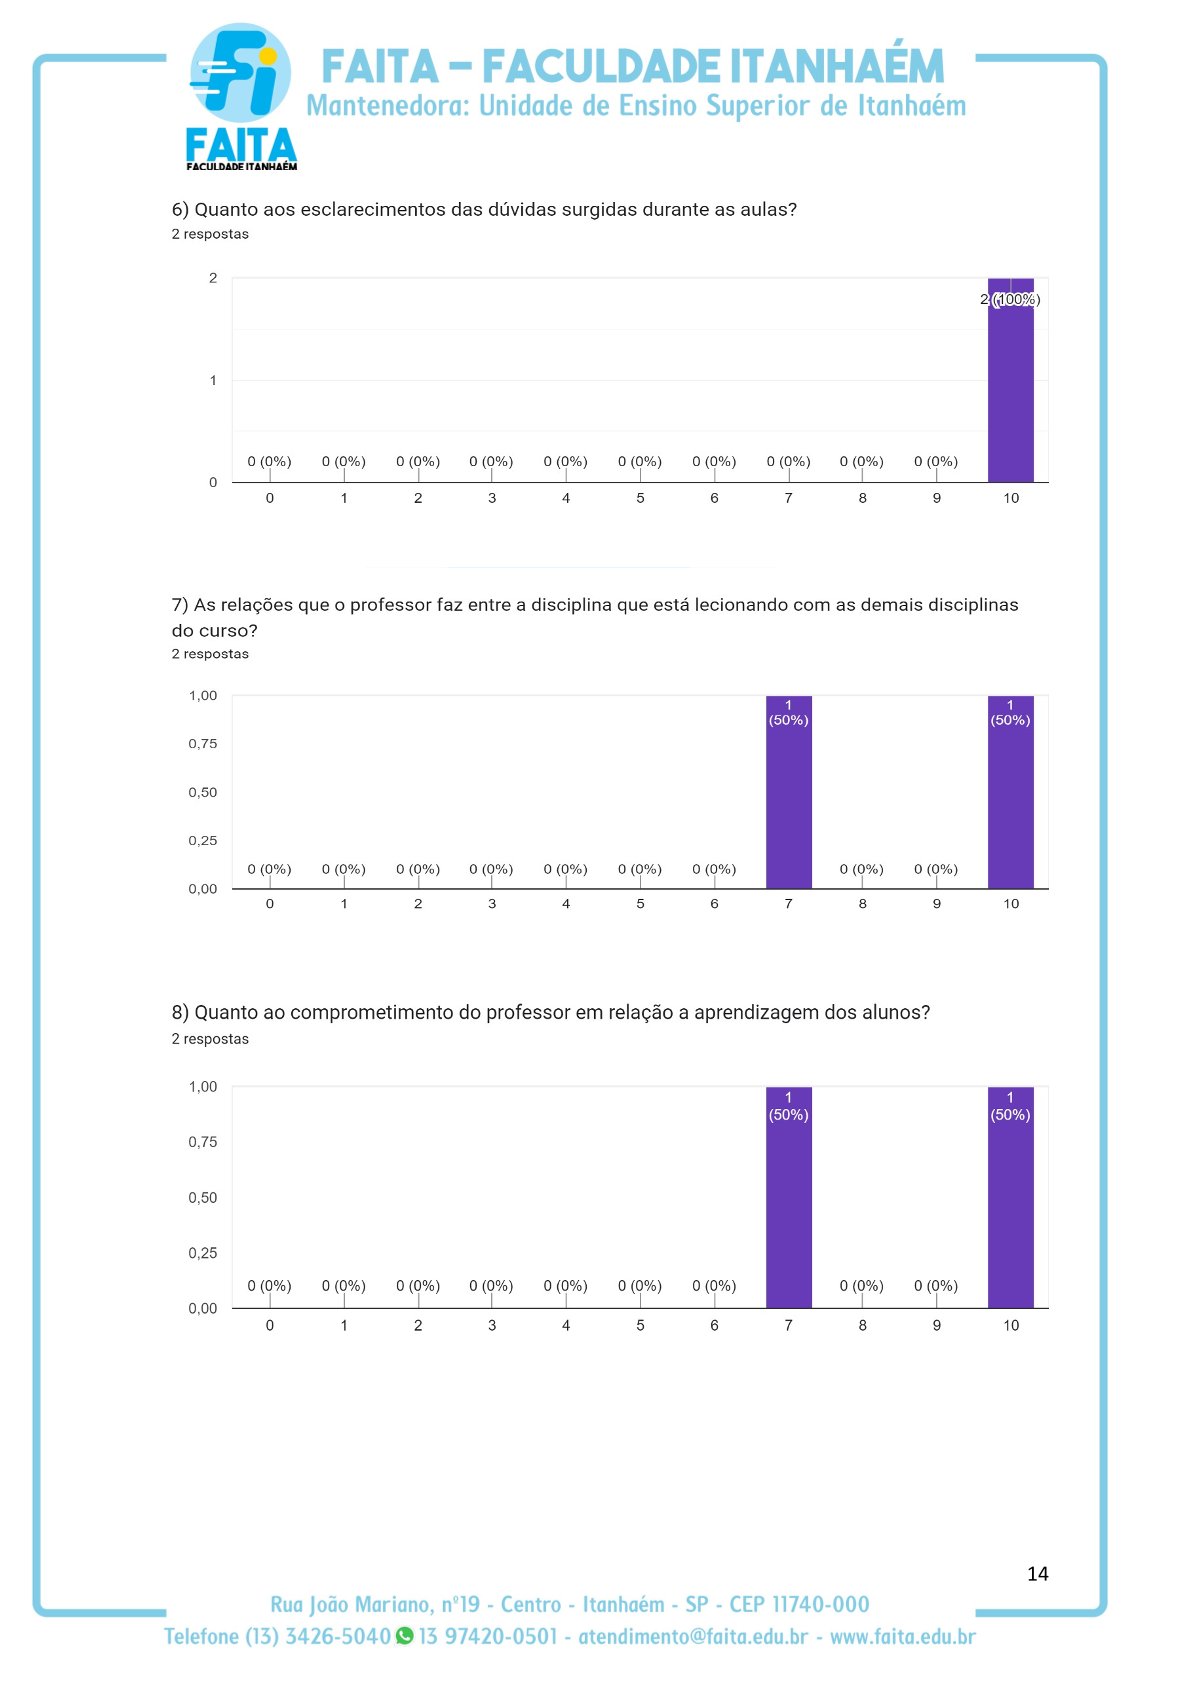 FAITA – FACULDADE ITANHAÉM
Mantenedora: Unidade de Ensino Superior de Itanhaém
Fi
FAITA
FACULDADE ITANHAÉM
6) Quanto aos esclarecimentos das dúvidas surgidas durante as aulas?
2 respostas
2
2 (100%)
1
0 (0%) 0 (0%) 0 (0%) 0 (0%) 0 (0%) 0 (0%) 0 (0%) 0 (0%) 0 (0%) 0 (0%)
0
0 1 2 3 4 5 6 7 8 9 10
7) As relações que o professor faz entre a disciplina que está lecionando com as demais disciplinas
do curso?
2 respostas
1,00
1 1
(50%) (50%)
0,75
0,50
0,25
0 (0%) 0 (0%) 0 (0%) 0 (0%) 0 (0%) 0 (0%) 0 (0%) 0 (0%) 0 (0%)
0,00
0 1 2 3 4 5 6 7 8 9 10
8) Quanto ao comprometimento do professor em relação a aprendizagem dos alunos?
2 respostas
1,00
1 1
(50%) (50%)
0,75
0,50
0,25
0 (0%) 0 (0%) 0 (0%) 0 (0%) 0 (0%) 0 (0%) 0 (0%) 0 (0%) 0 (0%)
0,00
0 1 2 3 4 5 6 7 8 9 10
14
Rua João Mariano, nº19 - Centro - Itanhaém - SP - CEP 11740-000
Telefone (13) 3426-5040 13 97420-0501 - atendimento@faita.edu.br - www.faita.edu.br